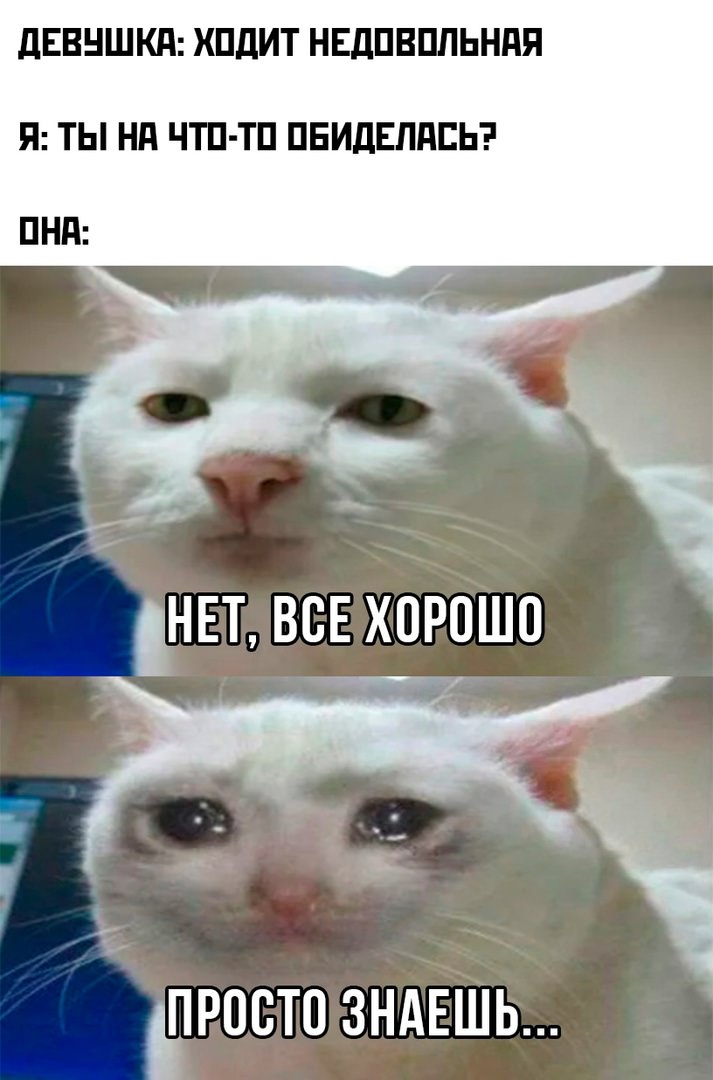 ДЕВУШКА: ХОДИТ НЕДОВОЛЬНАЯ
Я: ТЫ НА ЧТО-ТО ОБИДЕЛАСЬ?
ОНА:
НЕТ, ВСЕ ХОРОШО
ПРОСТО ЗНАЕШЬ...